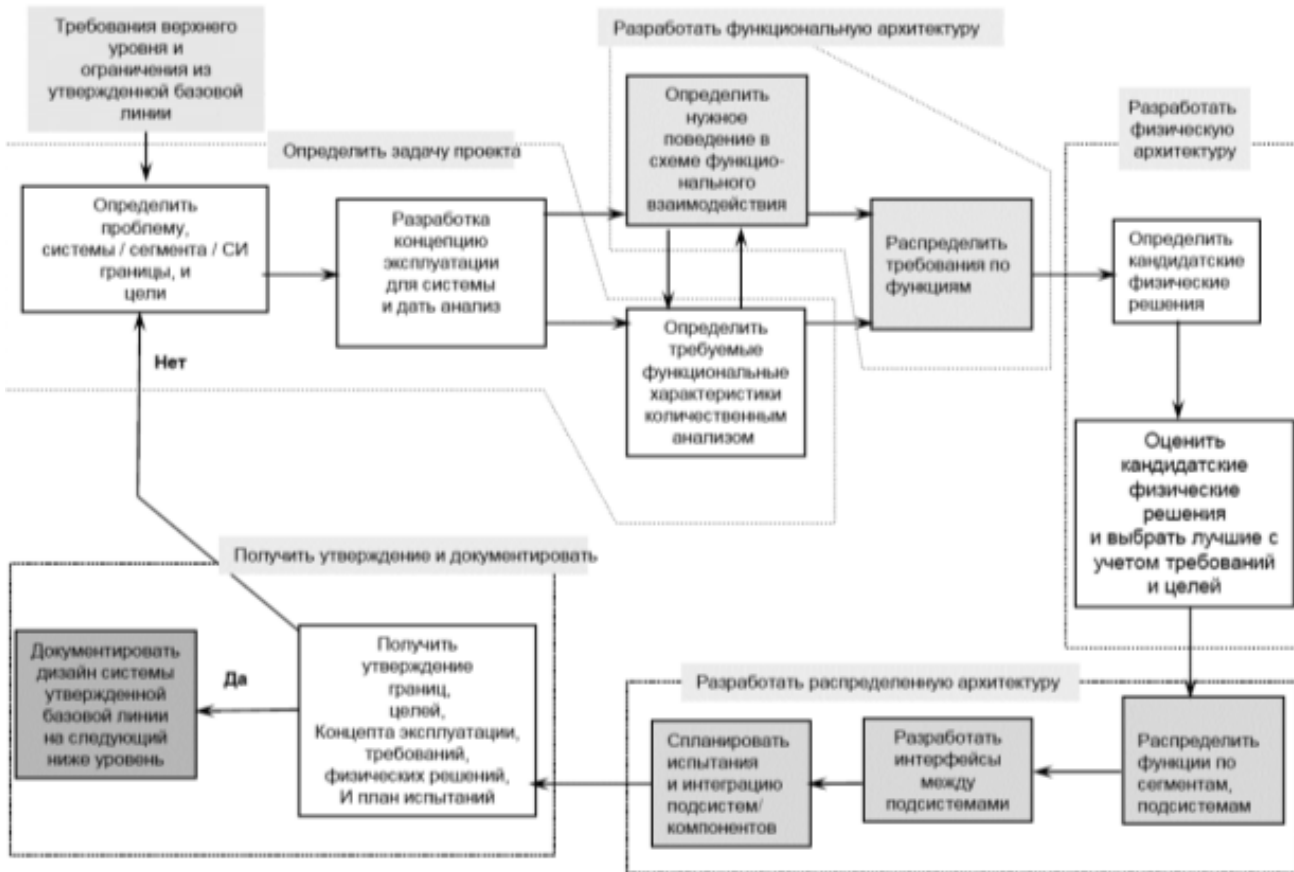 Требования верхнего
уровня и
ограничения из
утвержденной базовой
линии
Разработать функциональную архитектуру
Определить задачу проекта
Определить
проблему,
системы / сегмента / СИ
границы, и
цели
Разработка
концепцию
эксплуатации
для системы
и дать анализ
Определить
нужное
поведение в
схеме функцио-
нального
взаимодействия
Определить
требуемые
функциональные
характеристики
количественным
анализом
Распределить
требования по
функциям
Разработать
физическую
архитектуру
Определить
кандидатские
физические
решения
Оценить
кандидатские
физические
решения
и выбрать лучшие с
учетом требований
и целей
Разработать распределенную архитектуру
Распределить
функции по
сегментам,
подсистемам
Разработать
интерфейсы
между
подсистемами
Спланировать
испытания
и интеграцию
подсистем/
компонентов
Получить утверждение и документировать
Получить
утверждение
границ,
целей,
Концепта эксплуатации,
требований,
физических решений,
И план испытаний
Нет
Да
Документировать
дизайн системы
утвержденной
базовой линии
на следующий
ниже уровень